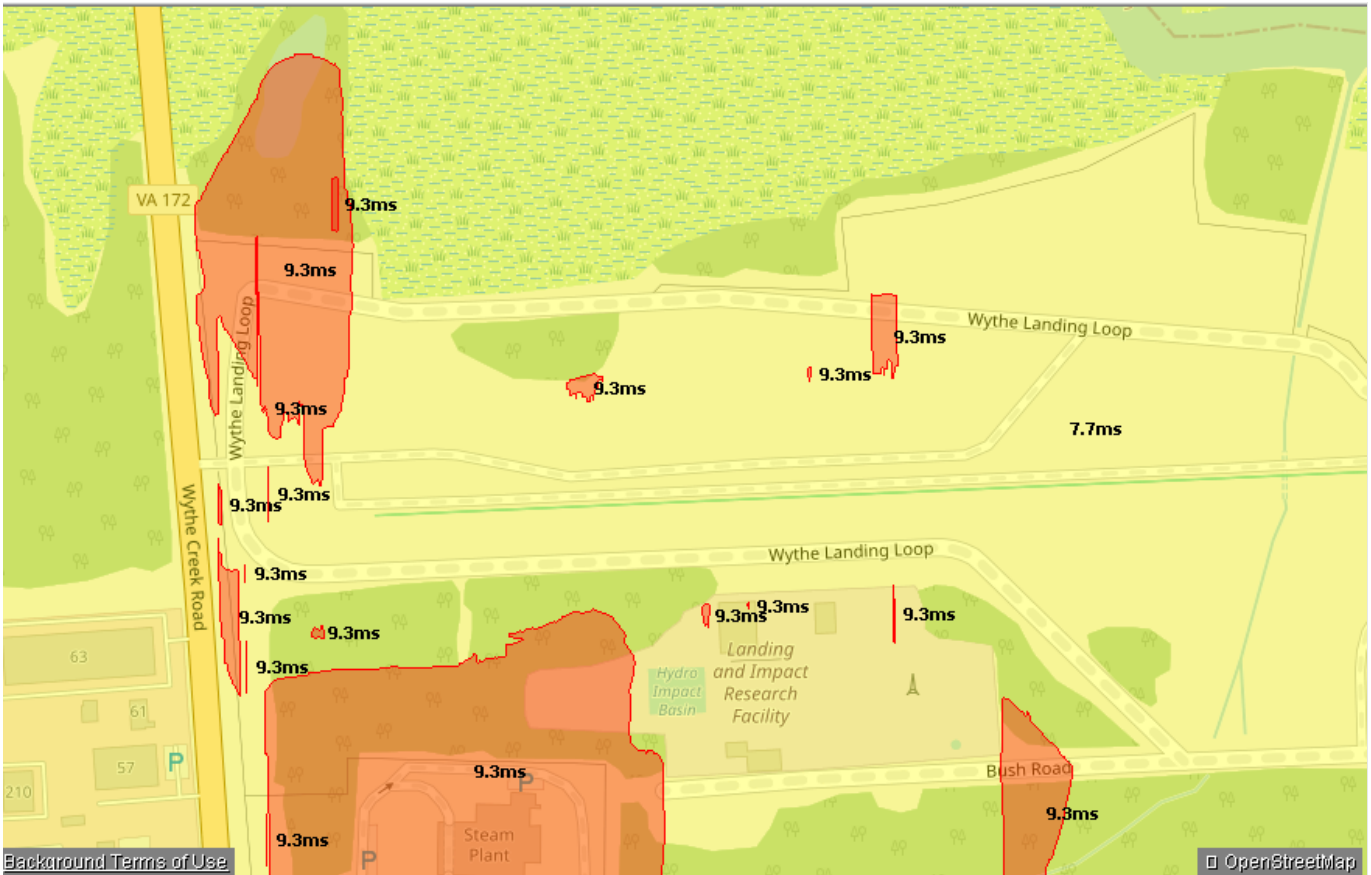 VA 172
9.3ms
9.3ms
Wythe Landing Loop
Wythe Landing Loop
9.3ms
9.3ms
9.3ms
9.3ms
9.3ms
7.7ms
9.3ms
9.3ms
Wythe Creek Road
Wythe Landing Loop
9.3ms
9.3ms
9.3ms
9.3ms
9.3ms
9.3ms
9.3ms
63
Landing
and Impact
Research
Facility
Hydro
Impact
Basin
61
57
P
210
9.3ms
P
Bush Road
9.3ms
Steam
Plant
9.3ms
P
Background Terms of Use
OpenStreetMap